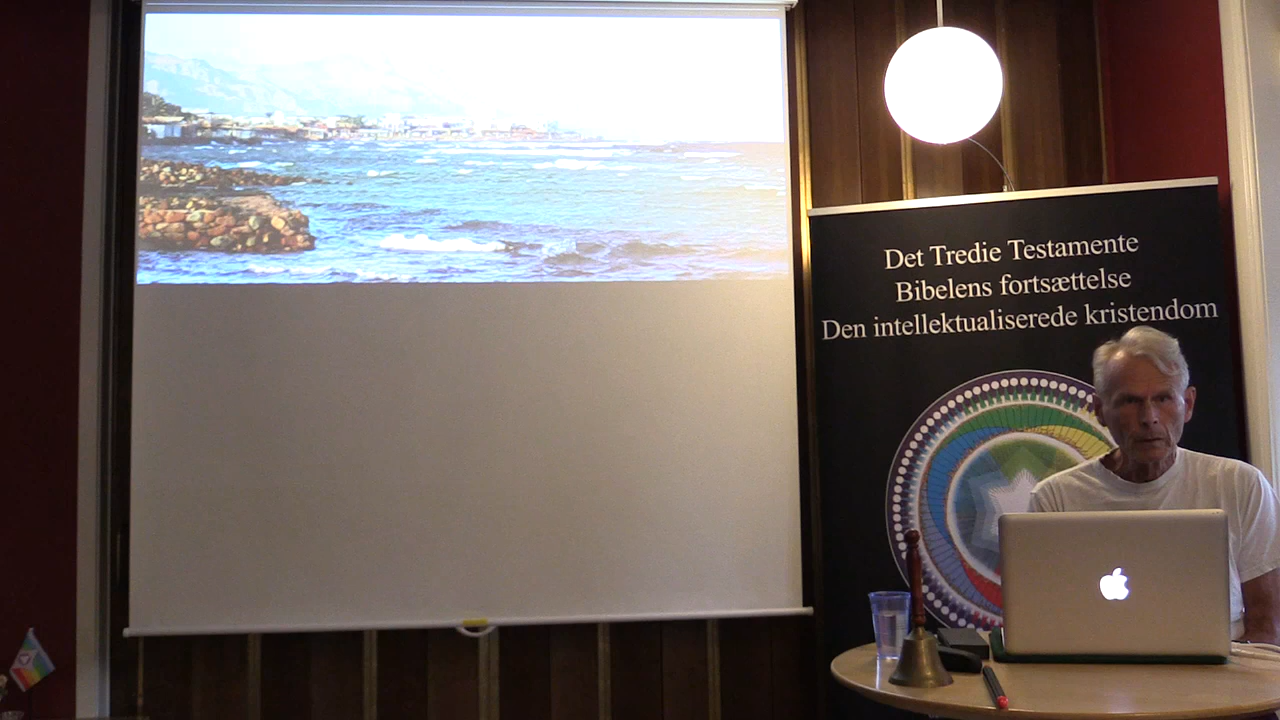 Det Tredie Testamente
Bibelens fortsættelse
Den intellektualiserede kristendom